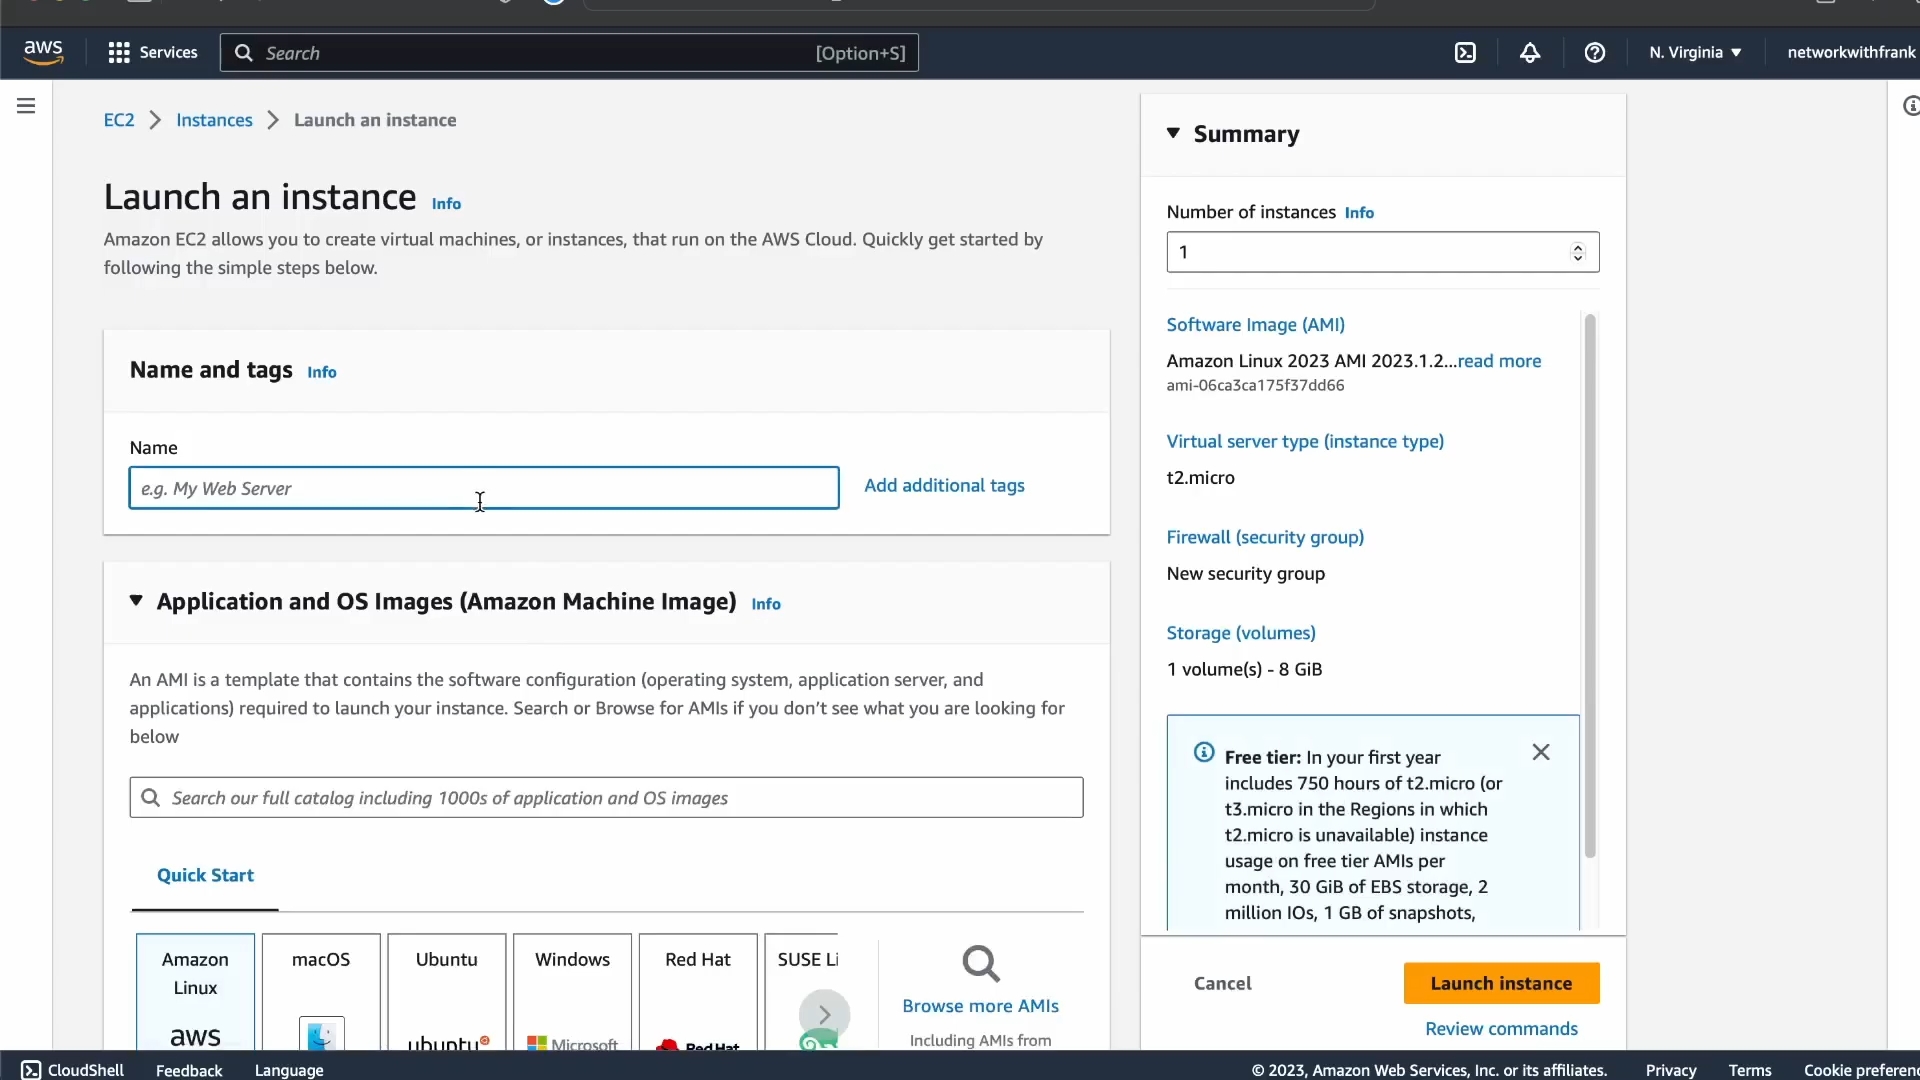 aws
Services
Search
[Option+S]
N. Virginia
networkwithfrank
EC2
Instances
Launch an instance
Launch an instance
Info
Amazon EC2 allows you to create virtual machines, or instances, that run on the AWS Cloud. Quickly get started by
following the simple steps below.
Name and tags
Info
Name
e.g. My Web Server
Add additional tags
Application and OS Images (Amazon Machine Image)
Info
An AMI is a template that contains the software configuration (operating system, application server, and
applications) required to launch your instance. Search or Browse for AMIs if you don’t see what you are looking for
below
Search our full catalog including 1000s of application and OS images
Quick Start
Amazon
Linux
aws
macOS
Ubuntu
ubuntu
Windows
Microsoft
Red Hat
Red Hat
SUSE Li
Browse more AMIs
Including AMIs from
Summary
Number of instances
Info
1
Software Image (AMI)
Amazon Linux 2023 AMI 2023.1.2...read more
ami-06ca3ca175f37dd66
Virtual server type (instance type)
t2.micro
Firewall (security group)
New security group
Storage (volumes)
1 volume(s) - 8 GiB
Free tier: In your first year
includes 750 hours of t2.micro (or
t3.micro in the Regions in which
t2.micro is unavailable) instance
usage on free tier AMIs per
month, 30 GiB of EBS storage, 2
million IOs, 1 GB of snapshots,
Cancel
Launch instance
Review commands
CloudShell
Feedback
Language
© 2023, Amazon Web Services, Inc. or its affiliates.
Privacy
Terms
Cookie preferenc